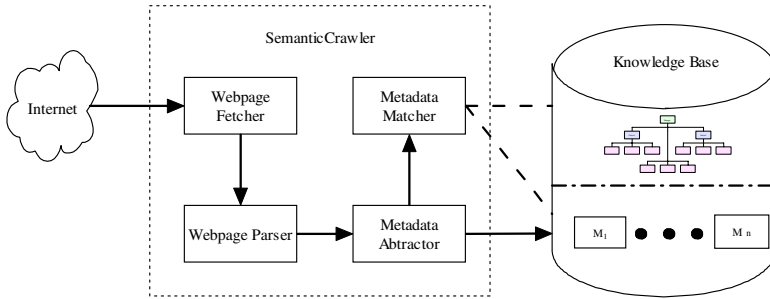 SemanticCrawler
Knowledge Base
Internet
Webpage
Fetcher
Metadata
Matcher
Webpage Parser
Metadata
Abtractor
M1
M n